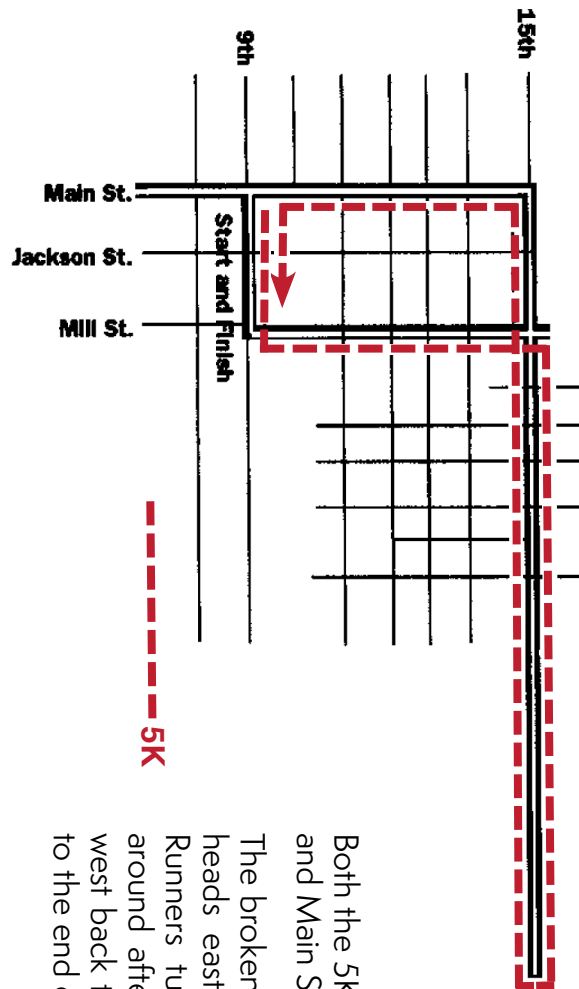 15th
9th
Main St.
Jackson St.
Mill St.
Start and Finish
5K
Both the 5K
and Main S
The broken
heads east
Runners tu
around afte
west back t
to the end o